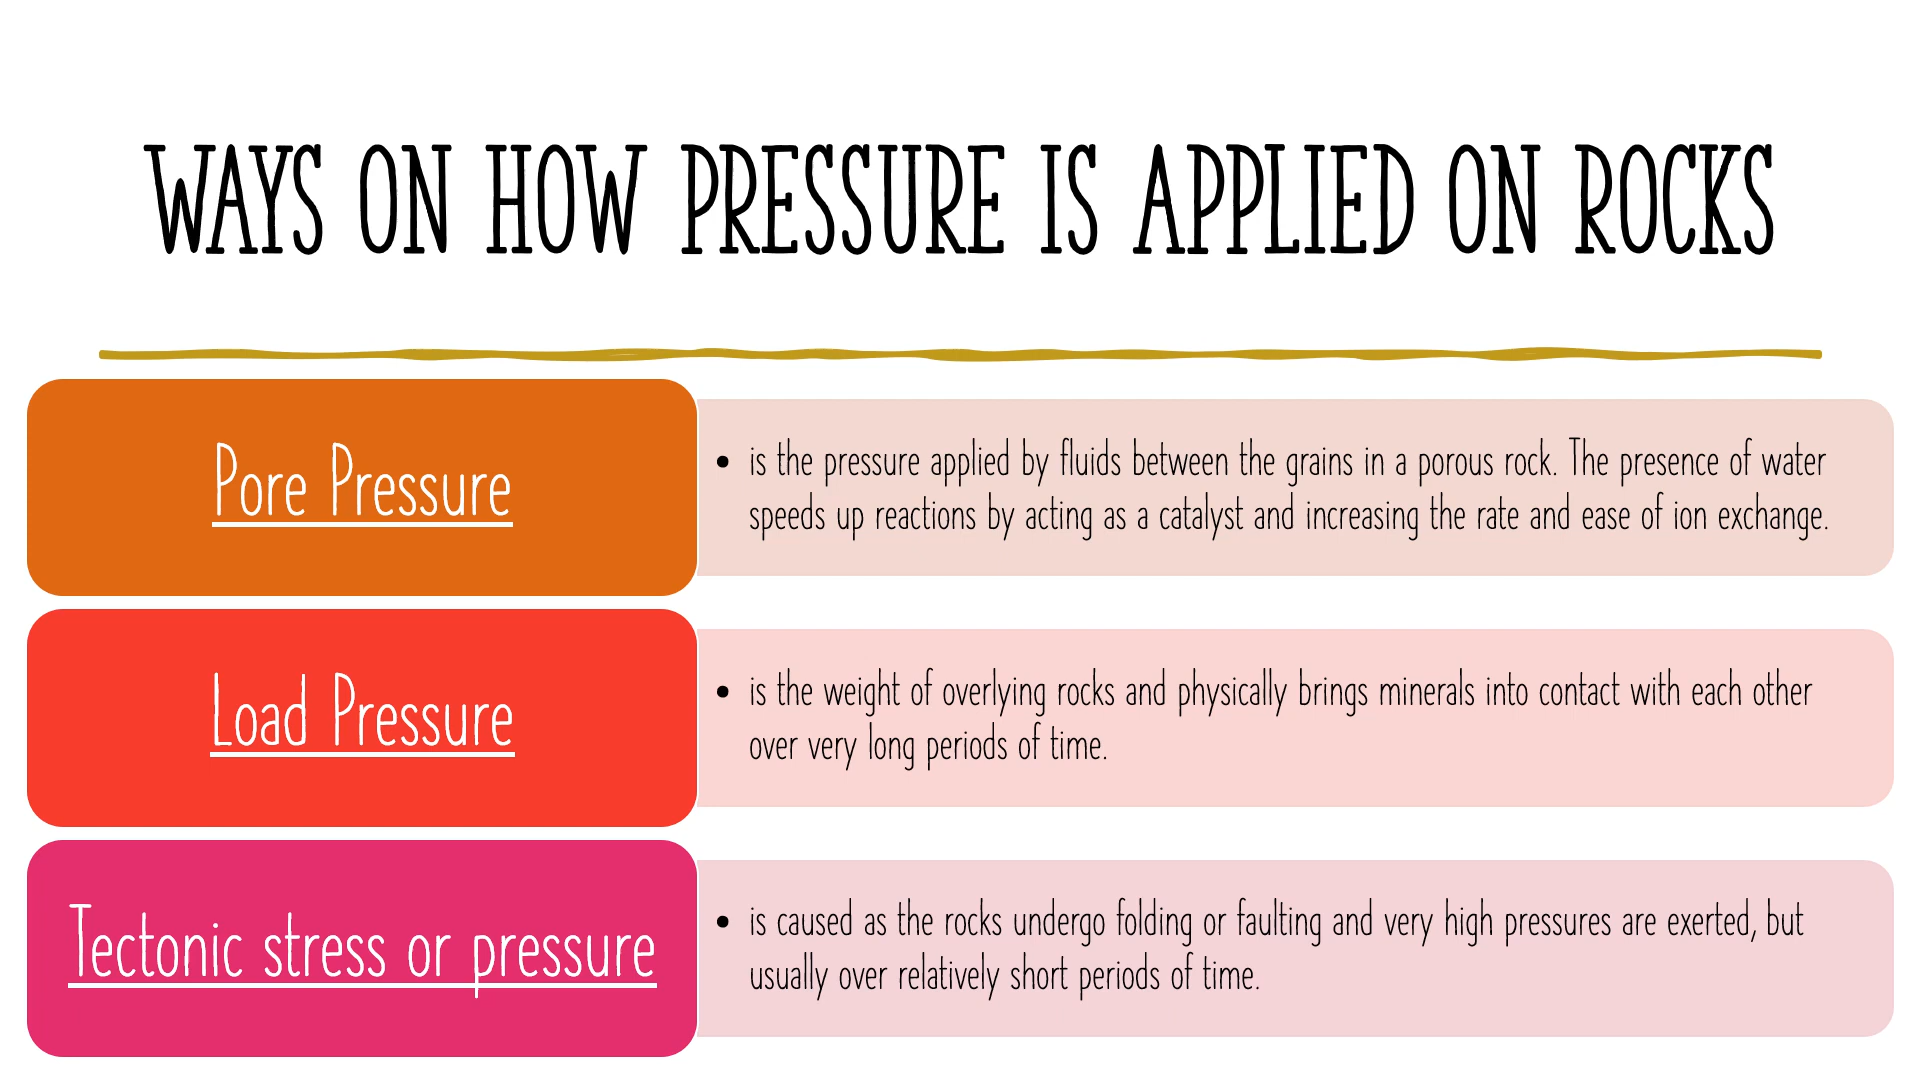 WAYS ON HOW PRESSURE IS APPLIED ON ROCKS
Pore Pressure
• is the pressure applied by fluids between the grains in a porous rock. The presence of water
speeds up reactions by acting as a catalyst and increasing the rate and ease of ion exchange.
Load Pressure
• is the weight of overlying rocks and physically brings minerals into contact with each other
over very long periods of time.
Tectonic stress or pressure
• is caused as the rocks undergo folding or faulting and very high pressures are exerted, but
usually over relatively short periods of time.